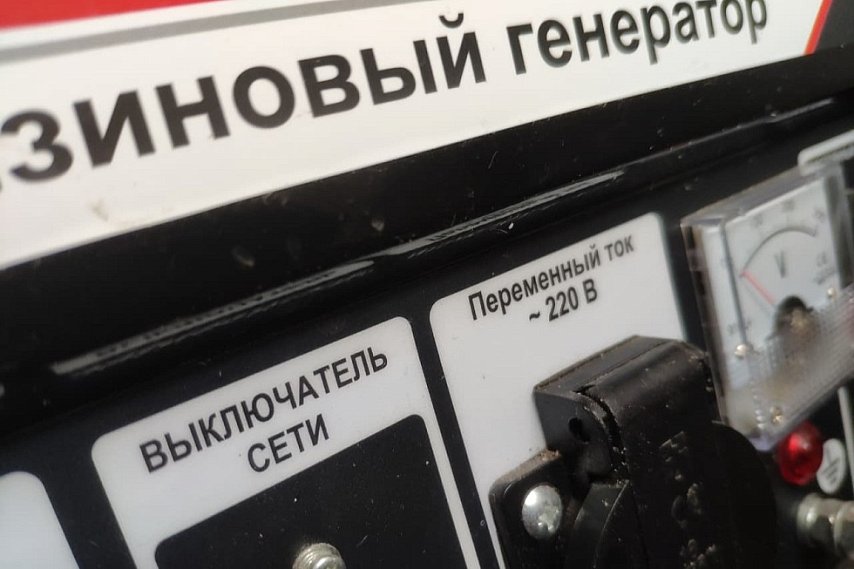 зиновый генератор
Переменный ток
~ 220 В
ВЫКЛЮЧАТЕЛЬ
СЕТИ
V